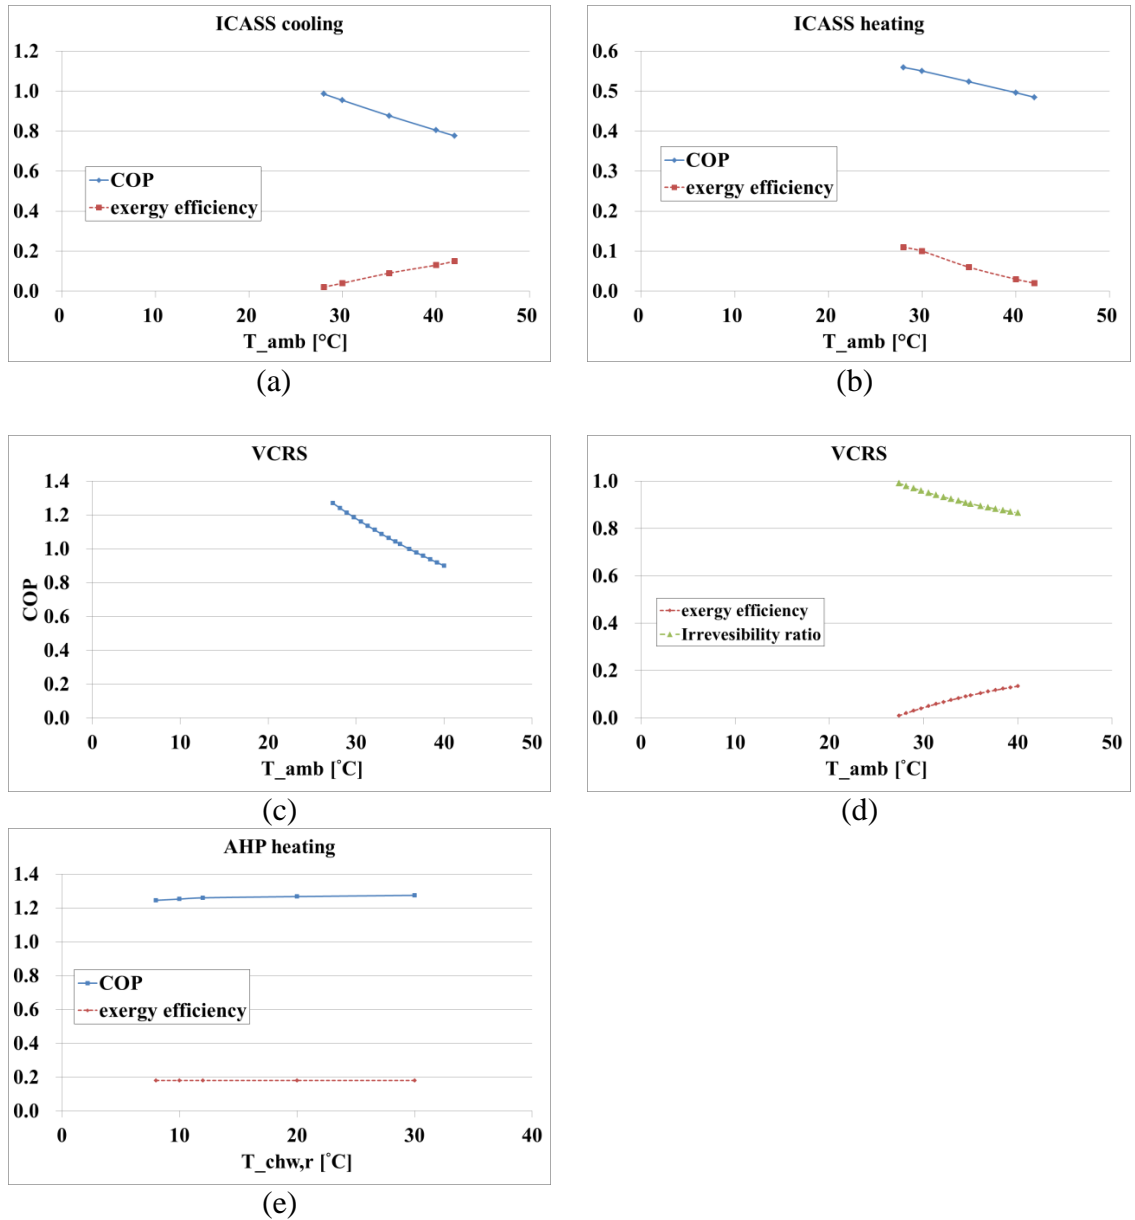 ICASS cooling
1.2
1.0
0.8
0.6
0.4
0.2
0.0
COP
exergy efficiency
0 10 20 30 40 50
T_amb [°C]
(a)
ICASS heating
0.6
0.5
0.4
0.3
0.2
0.1
0.0
COP
exergy efficiency
0 10 20 30 40 50
T_amb [°C]
(b)
VCRS
1.4
1.2
1.0
0.8
0.6
0.4
0.2
0.0
COP
0 10 20 30 40 50
T_amb [˚C]
(c)
VCRS
1.0
0.8
0.6
0.4
0.2
0.0
exergy efficiency
Irrevesibility ratio
0 10 20 30 40 50
T_amb [˚C]
(d)
AHP heating
1.4
1.2
1.0
0.8
0.6
0.4
0.2
0.0
COP
exergy efficiency
0 10 20 30 40
T_chw,r [˚C]
(e)